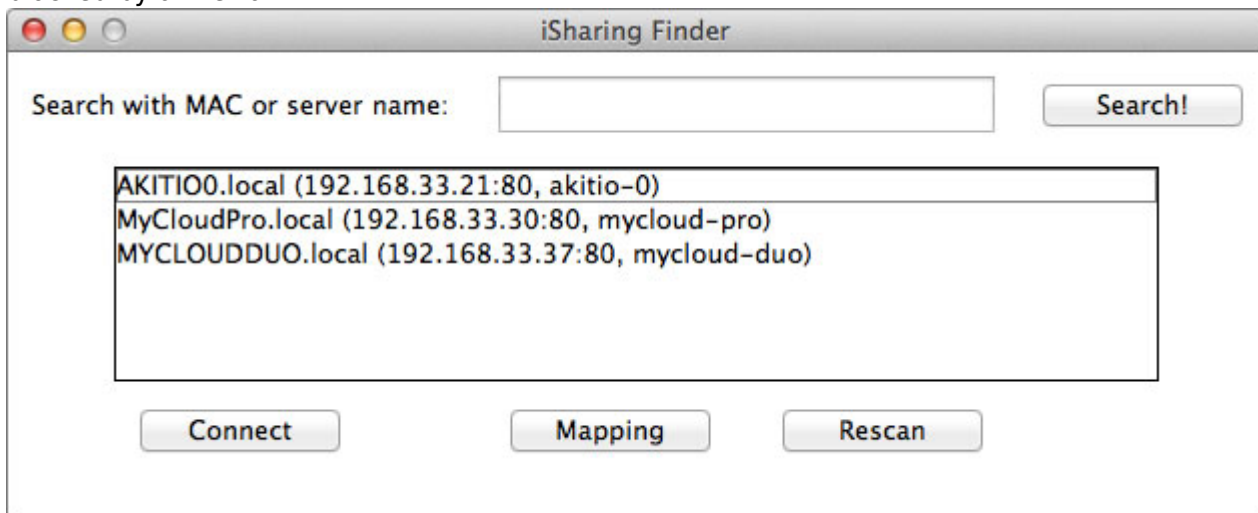 iSharing Finder
Search with MAC or server name:
Search!
AKITIO0.local (192.168.33.21:80, akitio-0)
MyCloudPro.local (192.168.33.30:80, mycloud-pro)
MYCLOUDDUO.local (192.168.33.37:80, mycloud-duo)
Connect
Mapping
Rescan